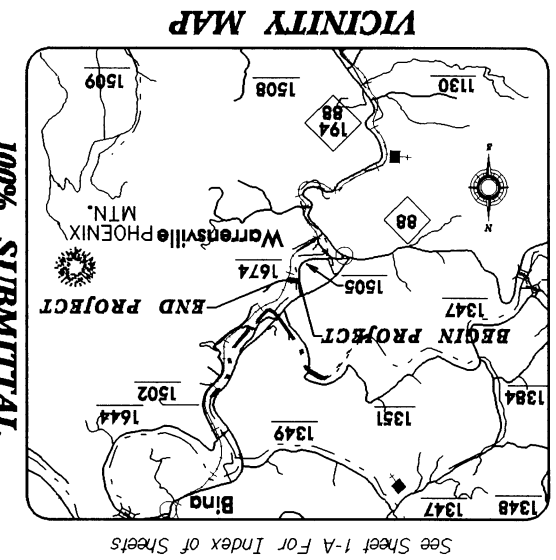 See Sheet 1-A For Index of Sheets
1348
1347
Bina
1349
1351
1644
1384
1502
BEGIN PROJECT
1347
END PROJECT
1505
1674
Warrensville
PHOENIX
MTN.
N
88
S
194
88
1130
1508
1509
VICINITY MAP
100% SUBMITTAL